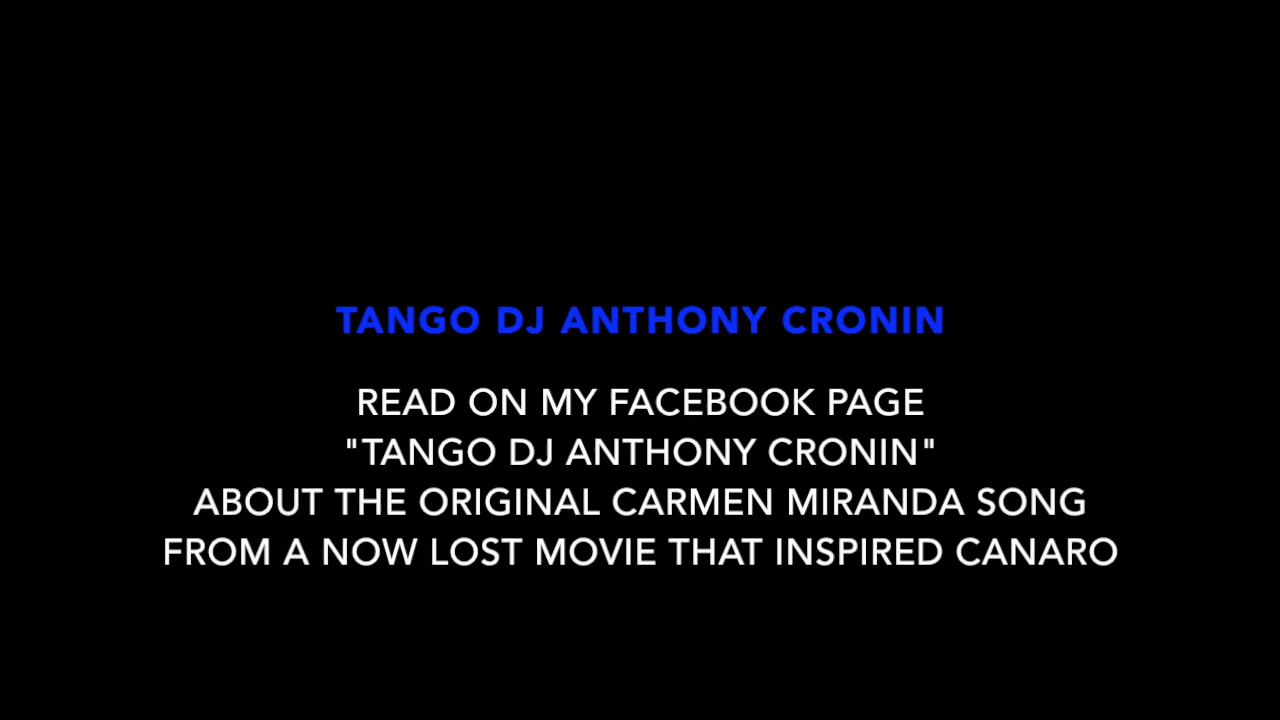 TANGO DJ ANTHONY CRONIN
READ ON MY FACEBOOK PAGE
"TANGO DJ ANTHONY CRONIN"
ABOUT THE ORIGINAL CARMEN MIRANDA SONG
FROM A NOW LOST MOVIE THAT INSPIRED CANARO